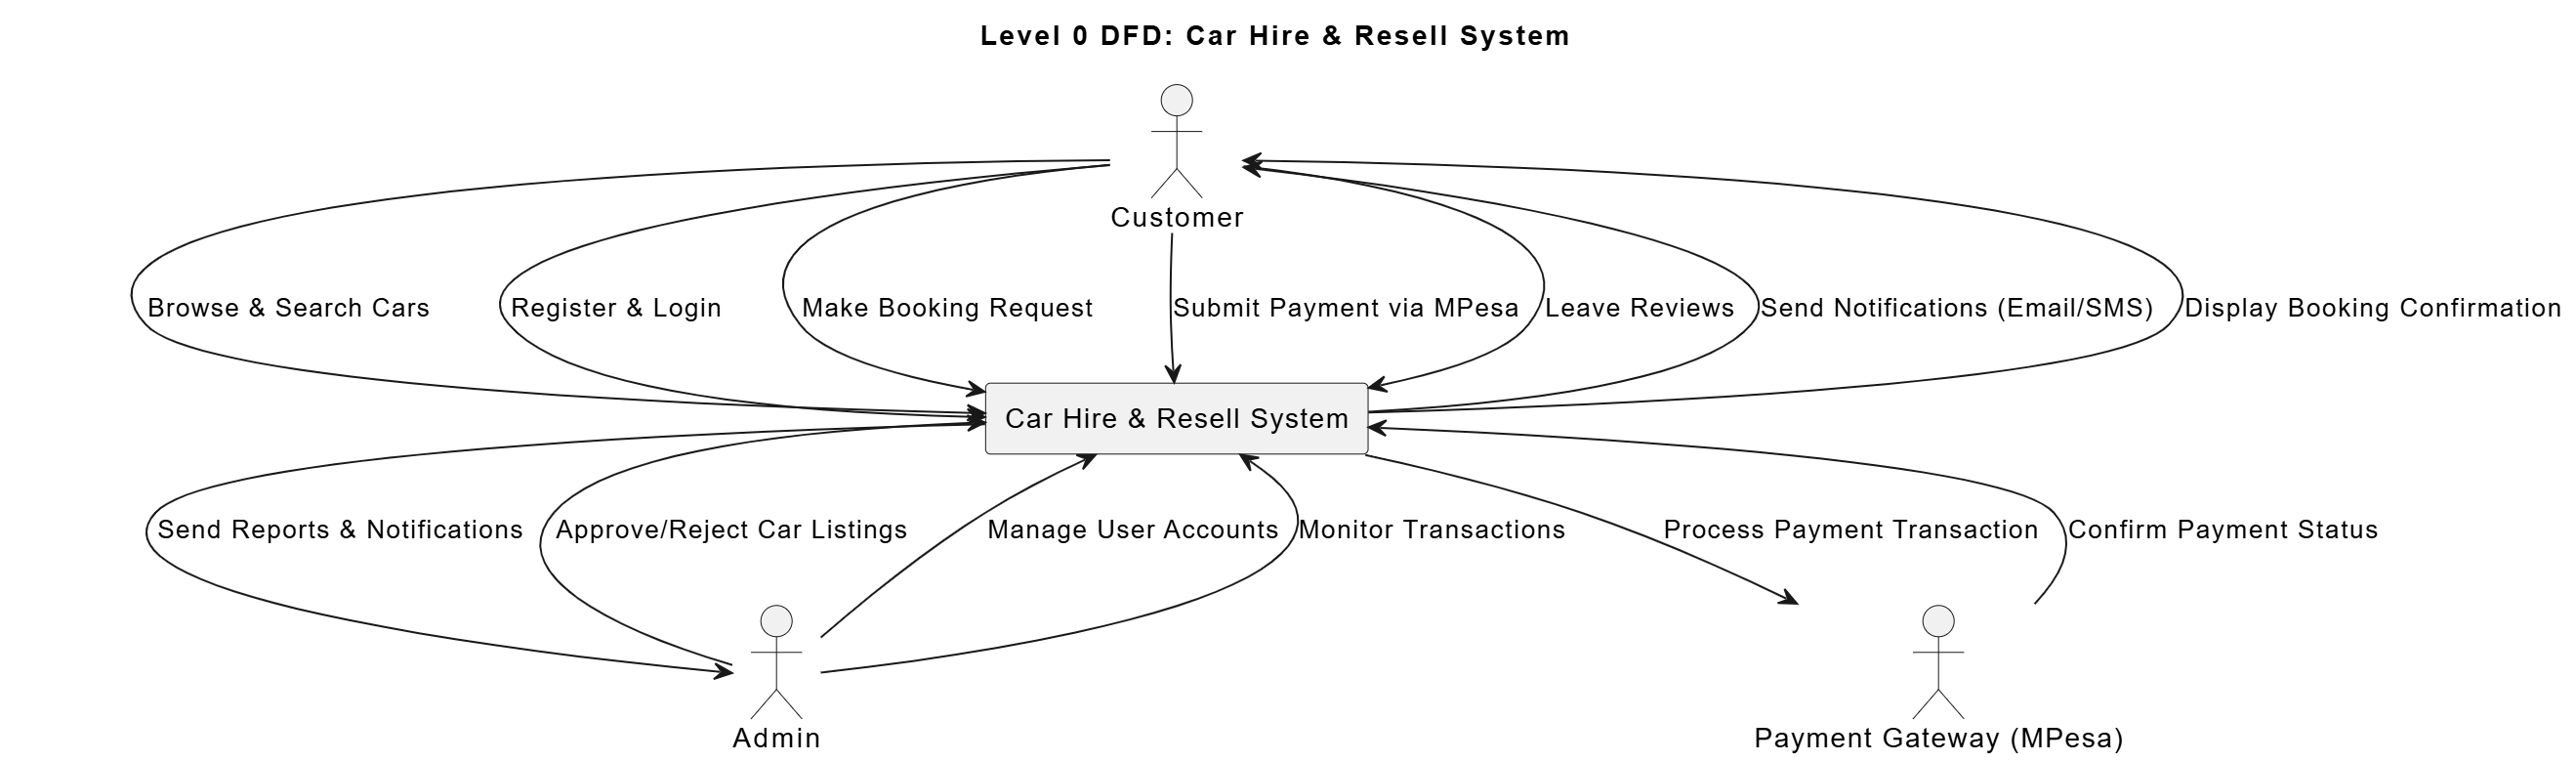 Level 0 DFD: Car Hire & Resell System
Customer
Browse & Search Cars
Register & Login
Make Booking Request
Submit Payment via MPesa
Leave Reviews
Send Notifications (Email/SMS)
Display Booking Confirmation
Car Hire & Resell System
Send Reports & Notifications
Approve/Reject Car Listings
Manage User Accounts
Monitor Transactions
Process Payment Transaction
Confirm Payment Status
Admin
Payment Gateway (MPesa)